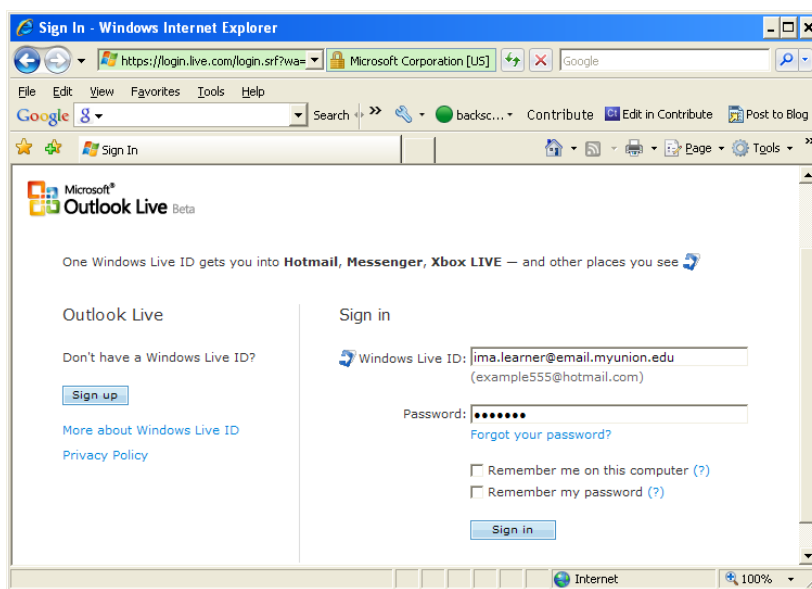 Sign In - Windows Internet Explorer
https://login.live.com/login.srf?wa= Microsoft Corporation [US] Google
File Edit View Favorites Tools Help
Google Search » backsc... Contribute Edit in Contribute Post to Blog
Sign In Page Tools »
Microsoft®
Outlook Live Beta
One Windows Live ID gets you into Hotmail, Messenger, Xbox LIVE — and other places you see
Outlook Live
Don't have a Windows Live ID?
Sign up
More about Windows Live ID
Privacy Policy
Sign in
Windows Live ID: ima.learner@email.myunion.edu
(example555@hotmail.com)
Password: •••••••
Forgot your password?
Remember me on this computer (?)
Remember my password (?)
Sign in
Internet 100%